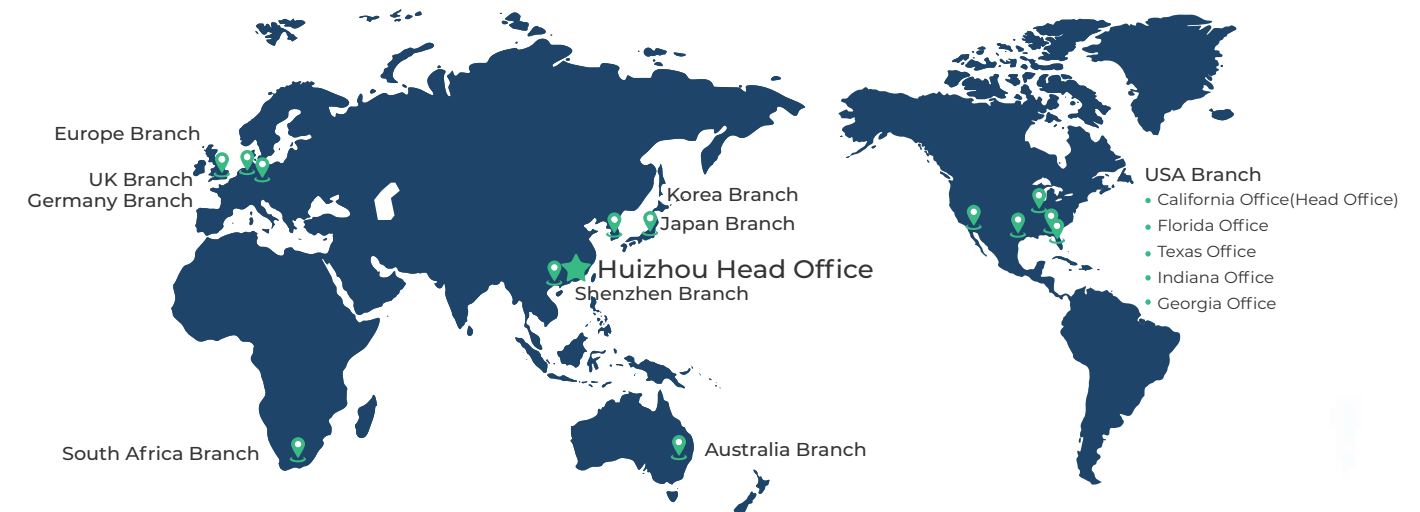 Europe Branch
UK Branch
Germany Branch
Korea Branch
Japan Branch
Huizhou Head Office
Shenzhen Branch
South Africa Branch
Australia Branch
USA Branch
California Office(Head Office)
Florida Office
Texas Office
Indiana Office
Georgia Office